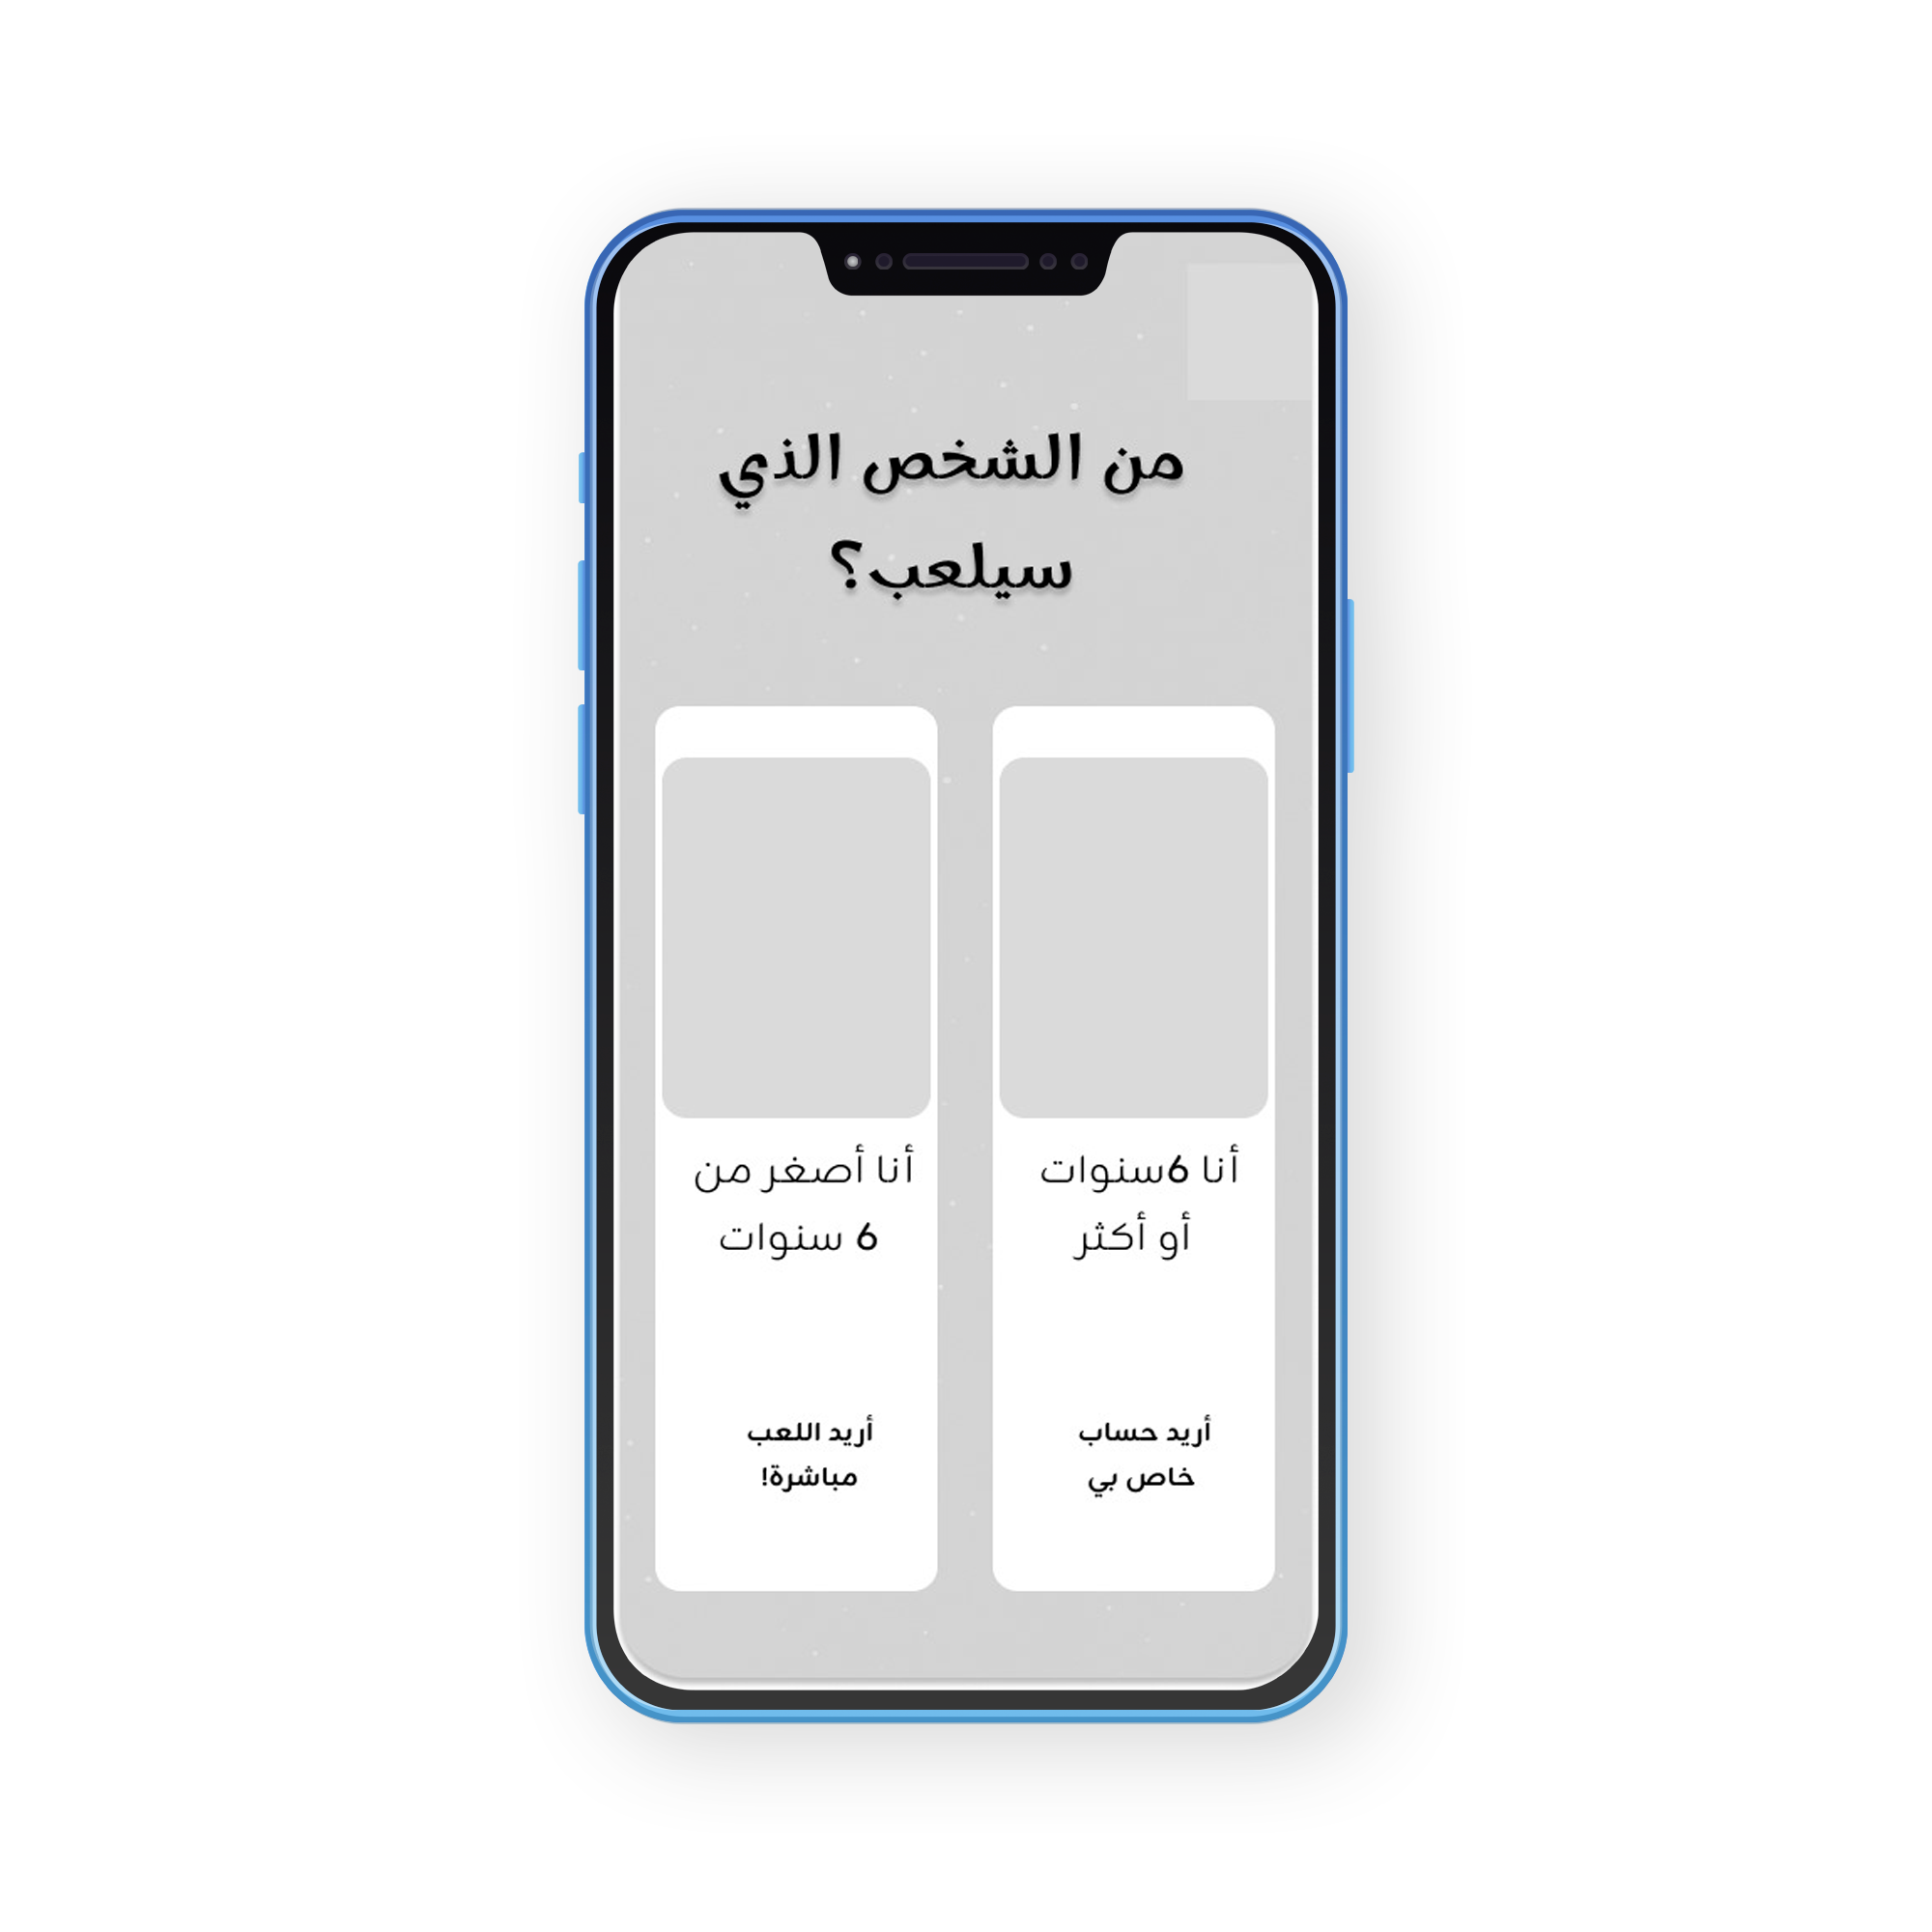 من الشخص الذي
سيلعب؟
أنا 6سنوات
أو أكثر
أريد حساب
خاص بي
أنا أصغر من
6 سنوات
أريد اللعب
مباشرة!